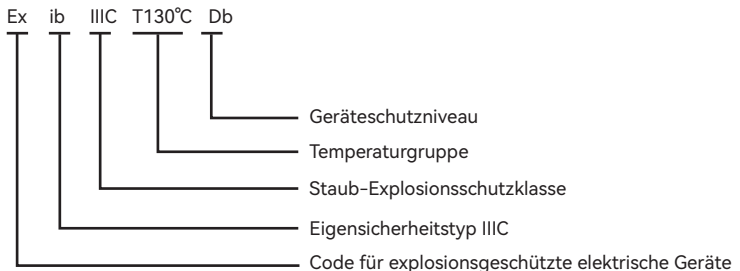 Ex ib IIIC T130℃ Db
Geräteschutzniveau
Temperaturgruppe
Staub-Explosionsschutzklasse
Eigensicherheitstyp IIIC
Code für explosionsgeschützte elektrische Geräte